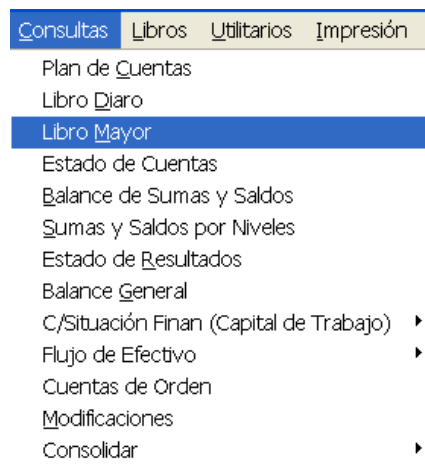 Consultas Libros Utilitarios Impresión
Plan de Cuentas
Libro Diaro
Libro Mayor
Estado de Cuentas
Balance de Sumas y Saldos
Sumas y Saldos por Niveles
Estado de Resultados
Balance General
C/Situación Finan (Capital de Trabajo)
Flujo de Efectivo
Cuentas de Orden
Modificaciones
Consolidar